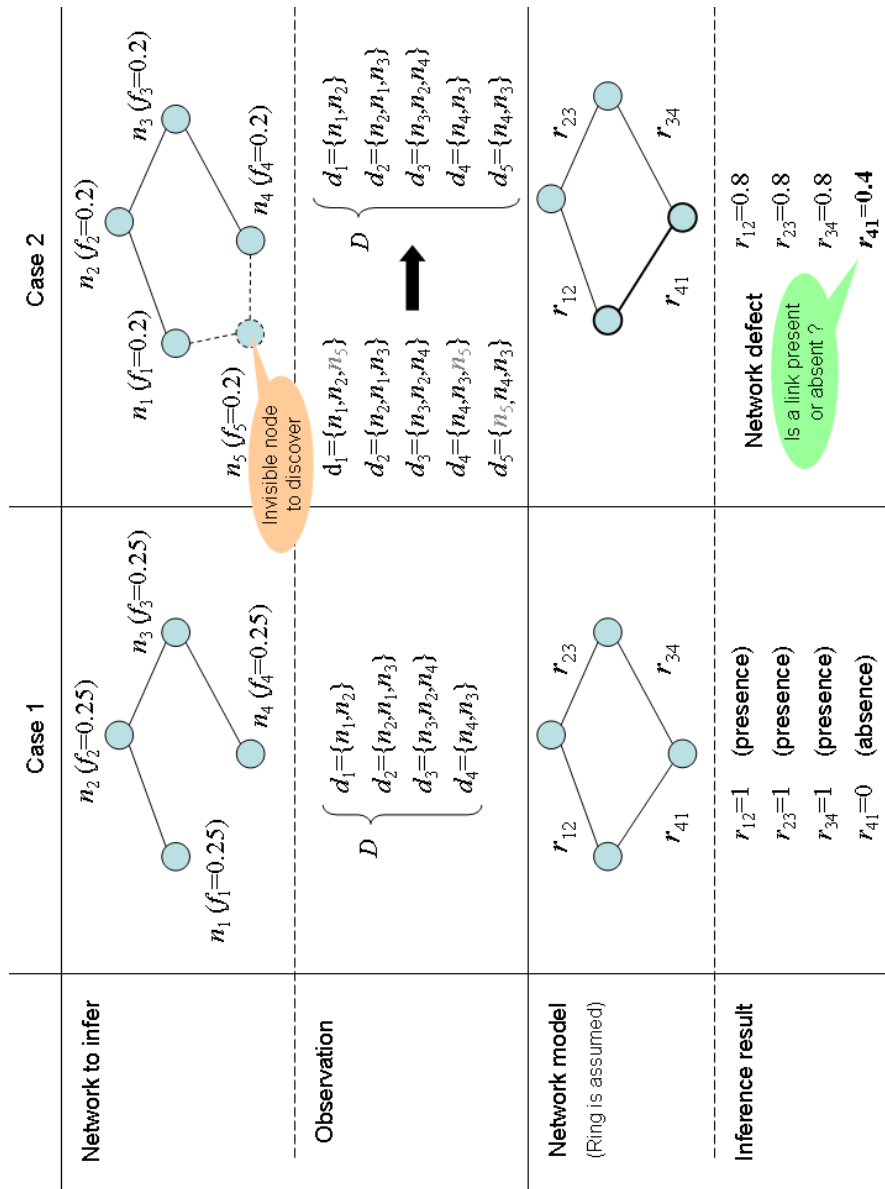 Case 1
Case 2
Network to infer
n₁ (f₁=0.25)
n₂ (f₂=0.25)
n₃ (f₃=0.25)
n₄ (f₄=0.25)
n₁ (f₁=0.2)
n₂ (f₂=0.2)
n₃ (f₃=0.2)
n₄ (f₄=0.2)
n₅ (f₅=0.2)
Invisible node
to discover
Observation
D
d₁={n₁,n₂}
d₂={n₂,n₁,n₃}
d₃={n₃,n₂,n₄}
d₄={n₄,n₃}
d₁={n₁,n₂,n₅}
d₂={n₂,n₁,n₃}
d₃={n₃,n₂,n₄}
d₄={n₄,n₃,n₅}
d₅={n₅,n₄,n₃}
D
d₁={n₁,n₂}
d₂={n₂,n₁,n₃}
d₃={n₃,n₂,n₄}
d₄={n₄,n₃}
d₅={n₄,n₃}
Network model
(Ring is assumed)
r₁₂
r₂₃
r₄₁
r₃₄
r₁₂
r₂₃
r₄₁
r₃₄
Inference result
r₁₂=1 (presence)
r₂₃=1 (presence)
r₃₄=1 (presence)
r₄₁=0 (absence)
Network defect
Is a link present
or absent ?
r₁₂=0.8
r₂₃=0.8
r₃₄=0.8
r₄₁=0.4